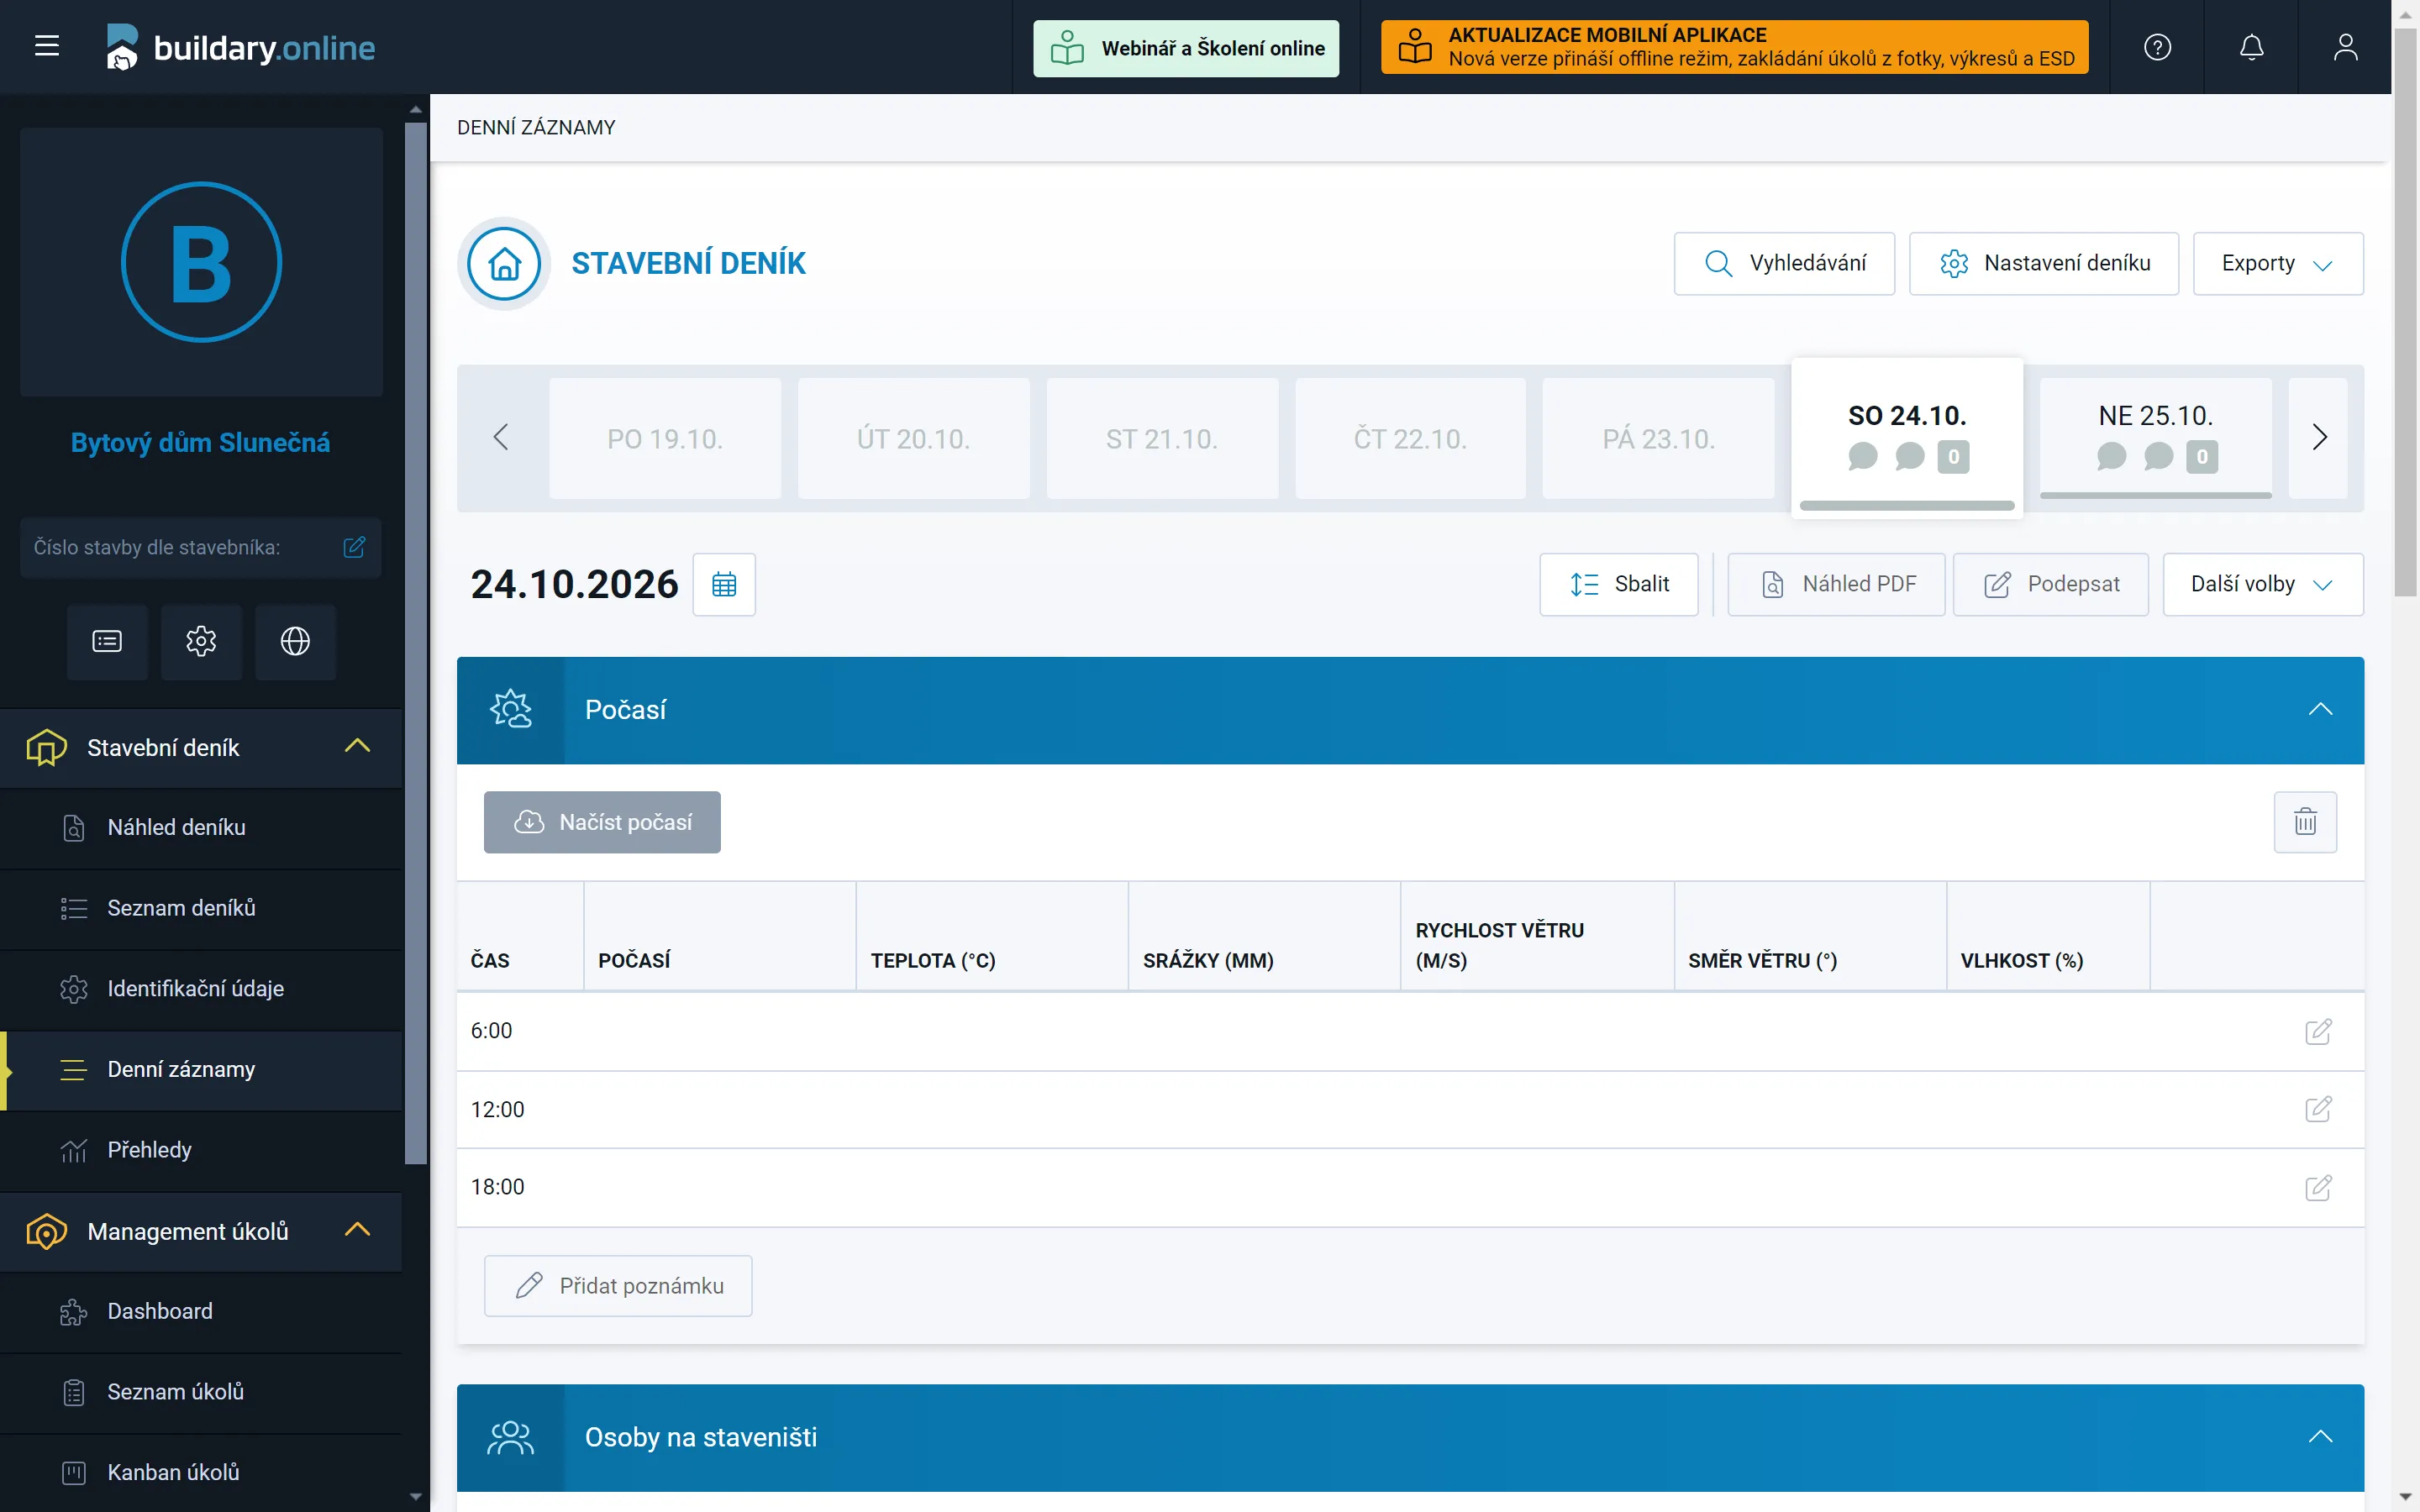 buildary.online
Webinář a Školení online
AKTUALIZACE MOBILNÍ APLIKACE
Nová verze přináší offline režim, zakládání úkolů z fotky, výkresů a ESD
B
Bytový dům Slunečná
Číslo stavby dle stavebníka:
Stavební deník
Náhled deníku
Seznam deníků
Identifikační údaje
Denní záznamy
Přehledy
Management úkolů
Dashboard
Seznam úkolů
Kanban úkolů
DENNÍ ZÁZNAMY
STAVEBNÍ DENÍK
Vyhledávání
Nastavení deníku
Exporty
PO 19.10.
ÚT 20.10.
ST 21.10.
ČT 22.10.
PÁ 23.10.
SO 24.10.
0
NE 25.10.
0
24.10.2026
Sbalit
Náhled PDF
Podepsat
Další volby
Počasí
Načíst počasí
ČAS
POČASÍ
TEPLOTA (°C)
SRÁŽKY (MM)
RYCHLOST VĚTRU
(M/S)
SMĚR VĚTRU (°)
VLHKOST (%)
6:00
12:00
18:00
Přidat poznámku
Osoby na staveništi